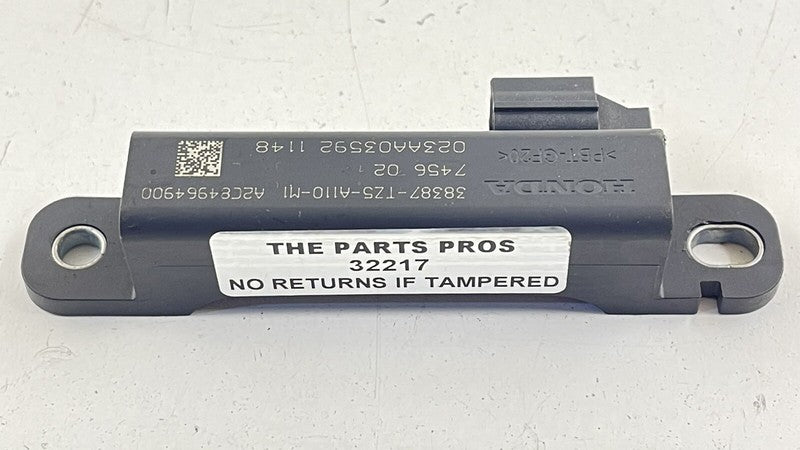 HONDA
>PBT-GF20<
38387-TZ5-A110-M1 A2C84964900
7456 02
023AA03592 1148
THE PARTS PROS
32217
NO RETURNS IF TAMPERED